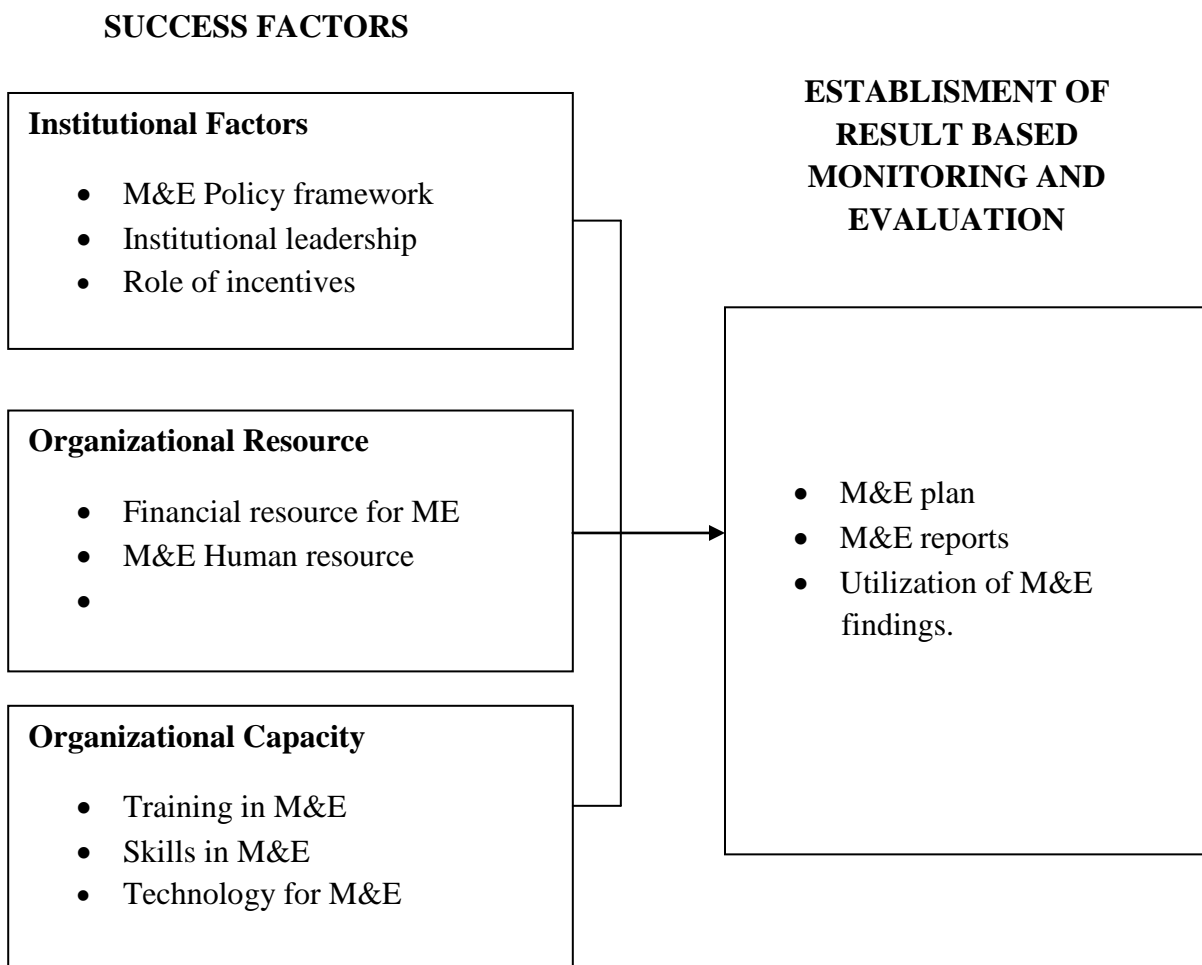 SUCCESS FACTORS
Institutional Factors
• M&E Policy framework
• Institutional leadership
• Role of incentives
Organizational Resource
• Financial resource for ME
• M&E Human resource
•
Organizational Capacity
• Training in M&E
• Skills in M&E
• Technology for M&E
ESTABLISMENT OF
RESULT BASED
MONITORING AND
EVALUATION
• M&E plan
• M&E reports
• Utilization of M&E
findings.